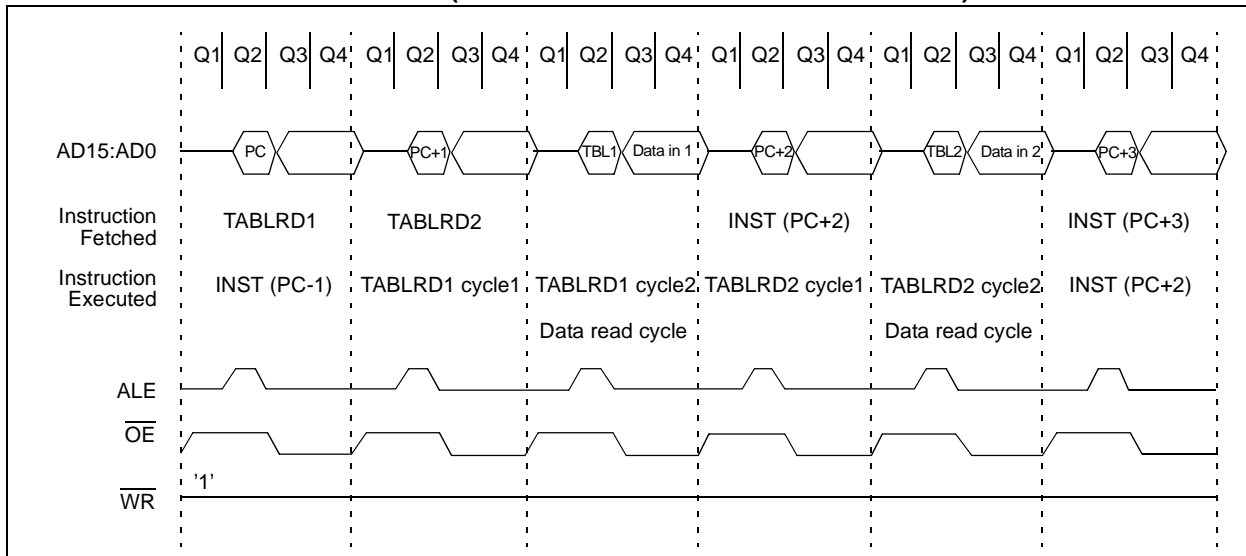 Q1 Q2 Q3 Q4 Q1 Q2 Q3 Q4 Q1 Q2 Q3 Q4 Q1 Q2 Q3 Q4 Q1 Q2 Q3 Q4 Q1 Q2 Q3 Q4
AD15:AD0 PC PC+1 TBL1 Data in 1 PC+2 TBL2 Data in 2 PC+3
Instruction
Fetched TABLRD1 TABLRD2 INST (PC+2) INST (PC+3)
Instruction
Executed INST (PC-1) TABLRD1 cycle1 TABLRD1 cycle2 TABLRD2 cycle1 TABLRD2 cycle2 INST (PC+2)
Data read cycle Data read cycle
ALE
OE
'1'
WR